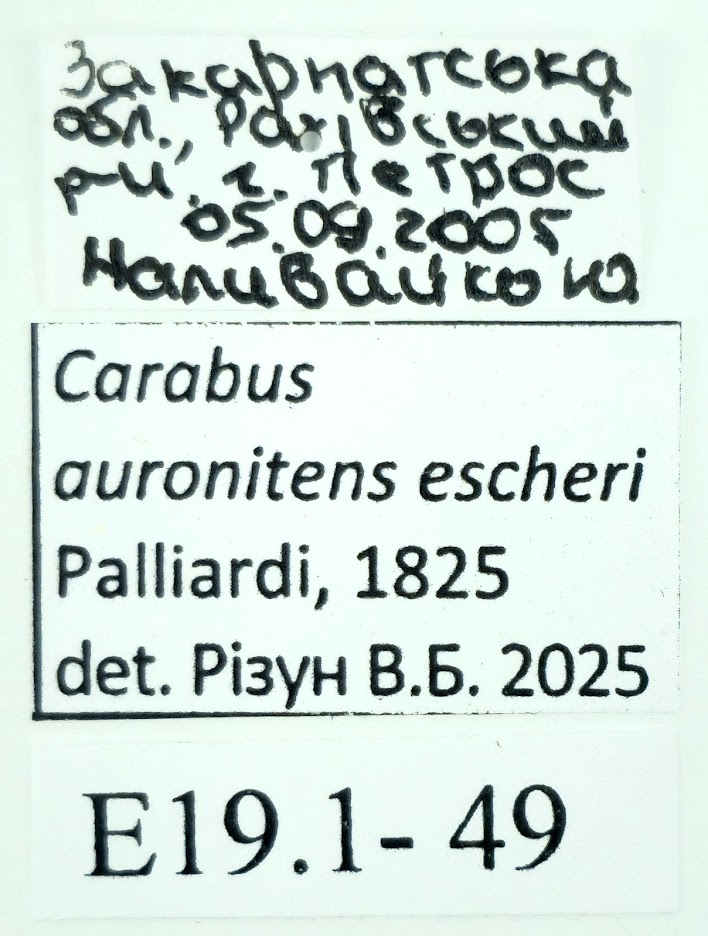 Закарпатська
обл., Рахівський
р-н, г. Петрос
05.09.2005
Наливайко Ю
Carabus
auronitens escheri
Palliardi, 1825
det. Різун В.Б. 2025
E19.1- 49